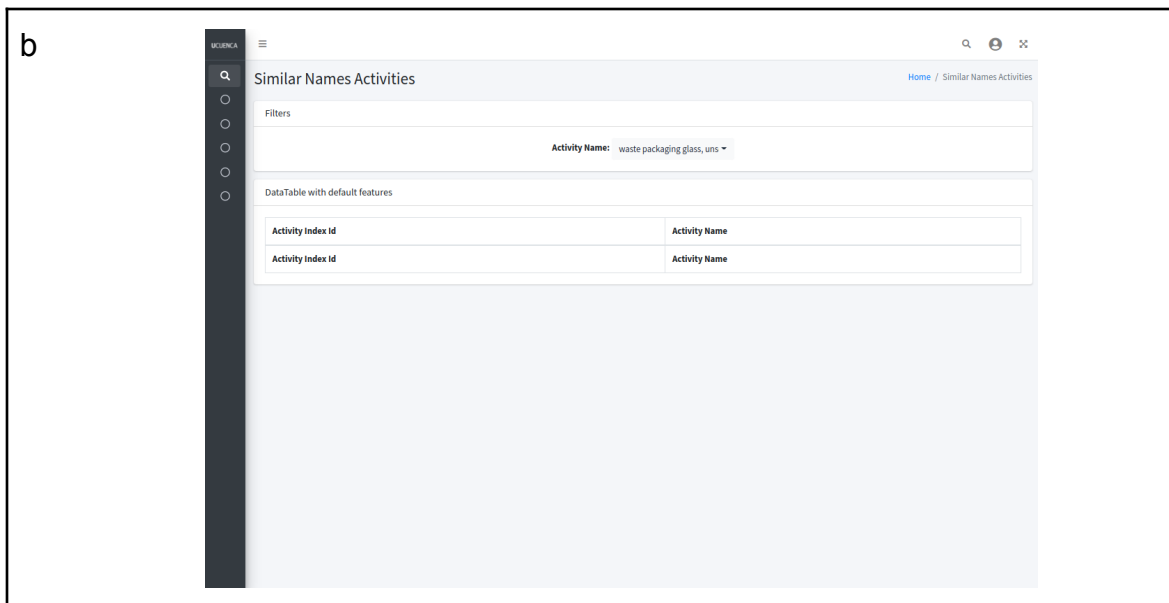 b
UCUENCA
Similar Names Activities
Home / Similar Names Activities
Filters
Activity Name: waste packaging glass, uns
DataTable with default features
Activity Index Id Activity Name
Activity Index Id Activity Name